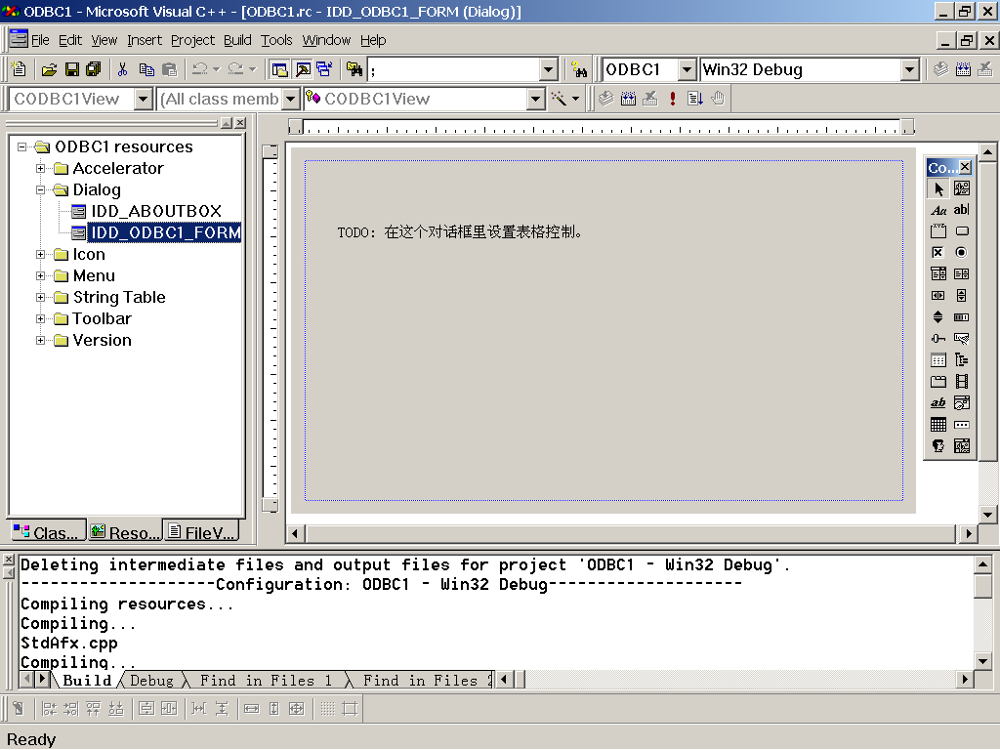 ODBC1 - Microsoft Visual C++ - [ODBC1.rc - IDD_ODBC1_FORM (Dialog)]
File Edit View Insert Project Build Tools Window Help
; ODBC1 Win32 Debug
CODBC1View (All class memb CODBC1View
ODBC1 resources
Accelerator
Dialog
IDD_ABOUTBOX
IDD_ODBC1_FORM
Icon
Menu
String Table
Toolbar
Version
Clas... Reso... FileV...
TODO: 在这个对话框里设置表格控制。
Co...
Aa ab|
ab
Deleting intermediate files and output files for project 'ODBC1 - Win32 Debug'.
--------------------Configuration: ODBC1 - Win32 Debug--------------------
Compiling resources...
Compiling...
StdAfx.cpp
Compiling...
Build Debug Find in Files 1 Find in Files 2
Ready